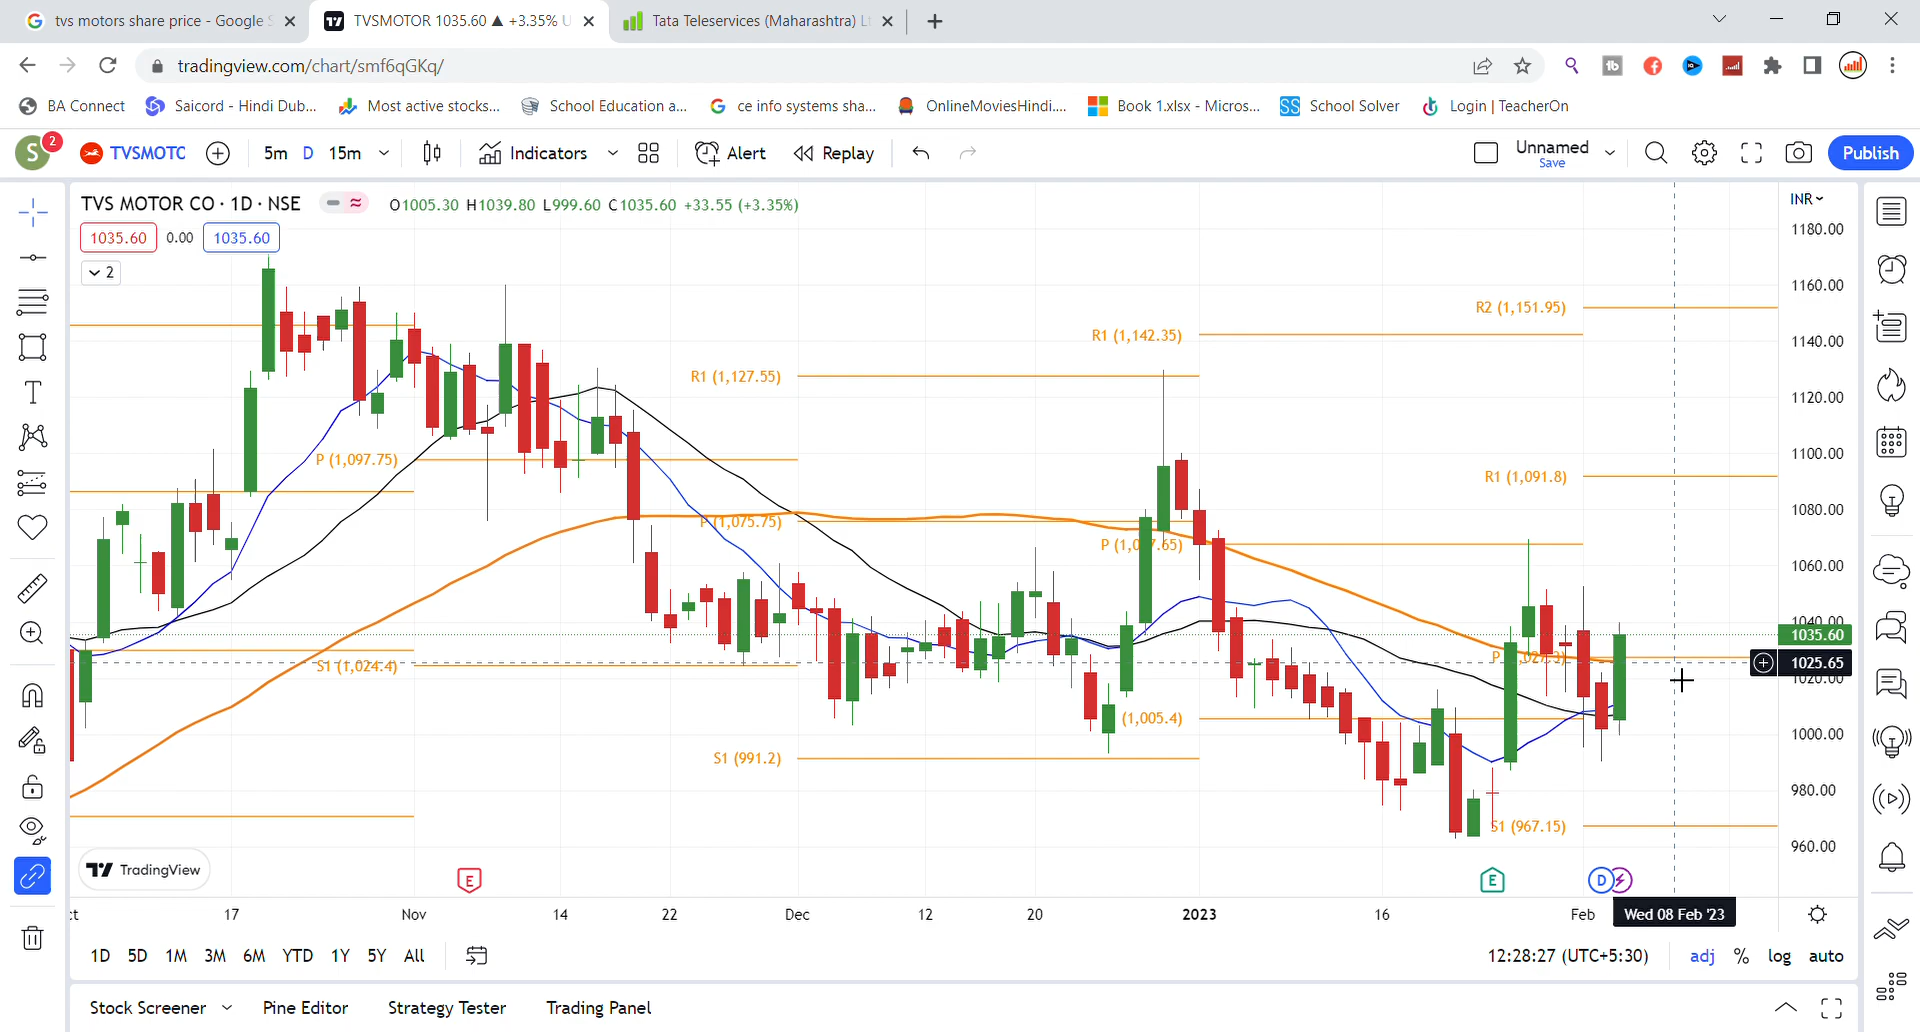 tvs motors share price - Google S
TVSMOTOR 1035.60 ▲ +3.35% U
Tata Teleservices (Maharashtra) Lt
tradingview.com/chart/smf6qGKq/
BA Connect
Saicord - Hindi Dub...
Most active stocks...
School Education a...
ce info systems sha...
OnlineMoviesHindi....
Book 1.xlsx - Micros...
School Solver
Login | TeacherOn
S 2
TVSMOTC
5m D 15m
Indicators
Alert
Replay
Unnamed
Save
Publish
TVS MOTOR CO · 1D · NSE
O1005.30 H1039.80 L999.60 C1035.60 +33.55 (+3.35%)
INR
1035.60 0.00 1035.60
2
1180.00
1160.00
1140.00
1120.00
1100.00
1080.00
1060.00
1040.00
1035.60
1025.65
1020.00
1000.00
980.00
960.00
R2 (1,151.95)
R1 (1,142.35)
R1 (1,127.55)
P (1,097.75)
R1 (1,091.8)
P (1,075.75)
S1 (1,024.4)
(1,005.4)
S1 (991.2)
S1 (967.15)
TradingView
E
E
D
17
Nov
14
22
Dec
12
20
2023
16
Feb
Wed 08 Feb '23
1D 5D 1M 3M 6M YTD 1Y 5Y All
12:28:27 (UTC+5:30)
adj % log auto
Stock Screener
Pine Editor
Strategy Tester
Trading Panel